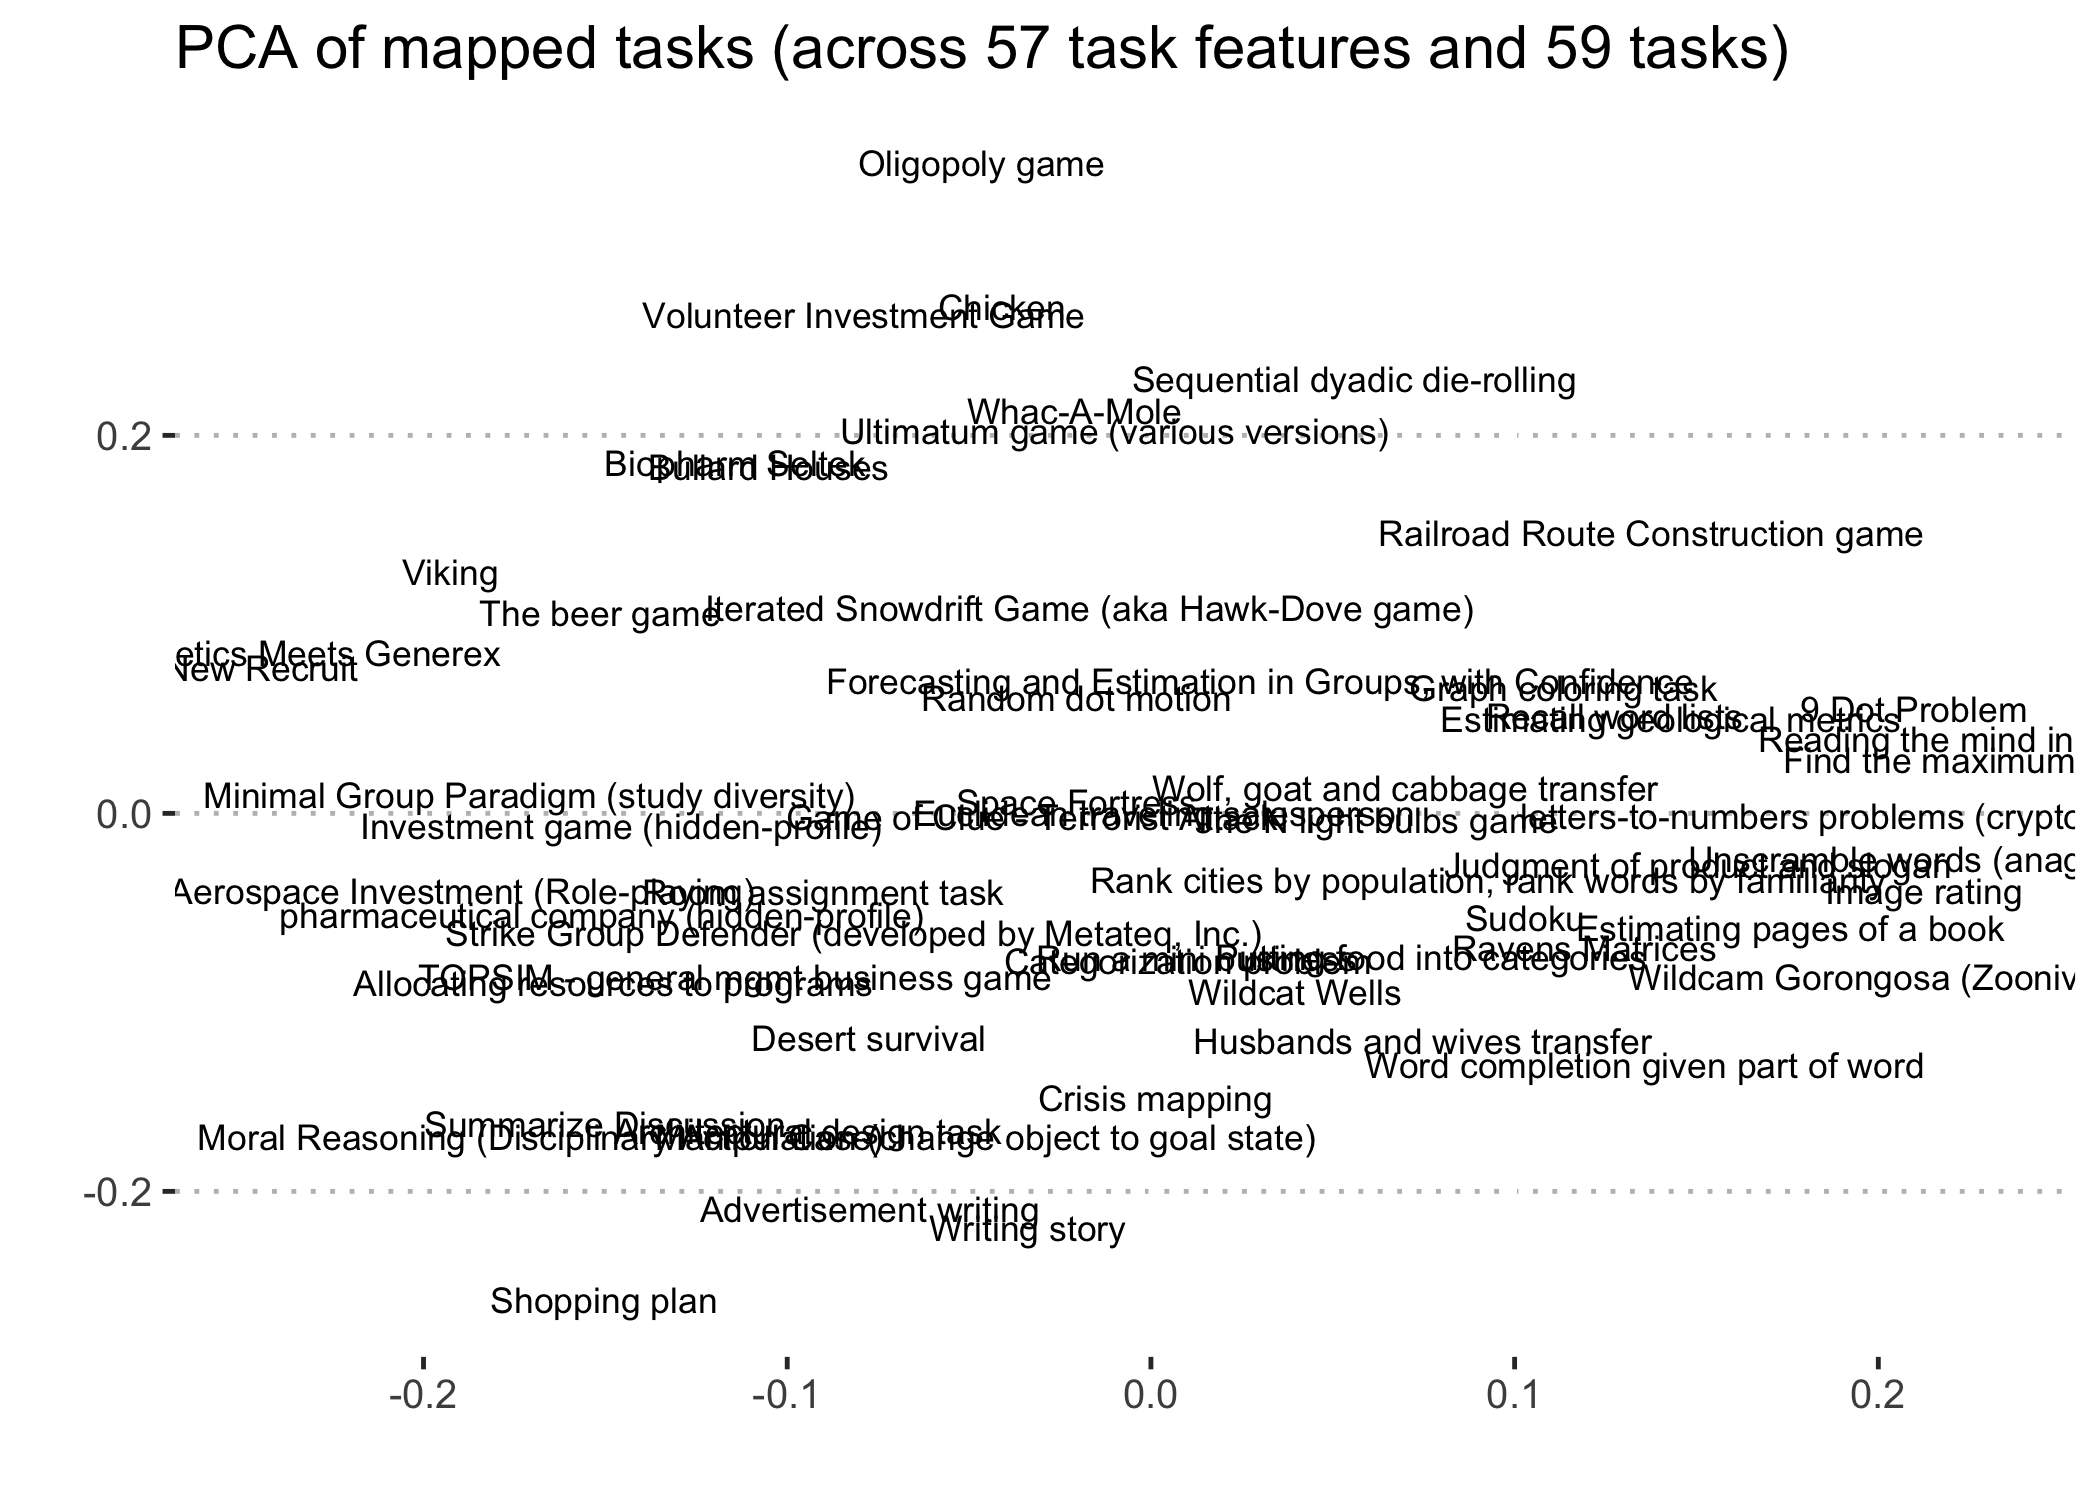 PCA of mapped tasks (across 57 task features and 59 tasks)
Oligopoly game
Chicken
Volunteer Investment Game
Sequential dyadic die-rolling
Whac-A-Mole
0.2
Ultimatum game (various versions)
Biopharm Seltek
Bullard Houses
Railroad Route Construction game
Viking
Iterated Snowdrift Game (aka Hawk-Dove game)
The beer game
etics Meets Generex
New Recruit
Forecasting and Estimation in Groups, with Confidence
Graph coloring task
Random dot motion
9 Dot Problem
Recall word lists
Estimating geological metrics
Reading the mind in
Find the maximum
Wolf, goat and cabbage transfer
Minimal Group Paradigm (study diversity)
Space Fortress
0.0
Game of Clue - Terrorist Attack
Euclidean traveling salesperson
The N light bulbs game
letters-to-numbers problems (crypto
Investment game (hidden-profile)
Unscramble words (anag
Judgment of product and slogan
Rank cities by population, rank words by familiarity
Aerospace Investment (Role-playing)
Room assignment task
Image rating
pharmaceutical company (hidden-profile)
Sudoku
Estimating pages of a book
Strike Group Defender (developed by Metateq, Inc.)
Ravens Matrices
Run a mini business
Putting food into categories
Categorization problem
TOPSIM - general mgmt business game
Wildcam Gorongosa (Zooniv
Allocating resources to programs
Wildcat Wells
Desert survival
Husbands and wives transfer
Word completion given part of word
Crisis mapping
Summarize Discussion
Architectural design task
Moral Reasoning (Disciplinary Action Case)
(change object to goal state)
-0.2
Advertisement writing
Writing story
Shopping plan
-0.2 -0.1 0.0 0.1 0.2